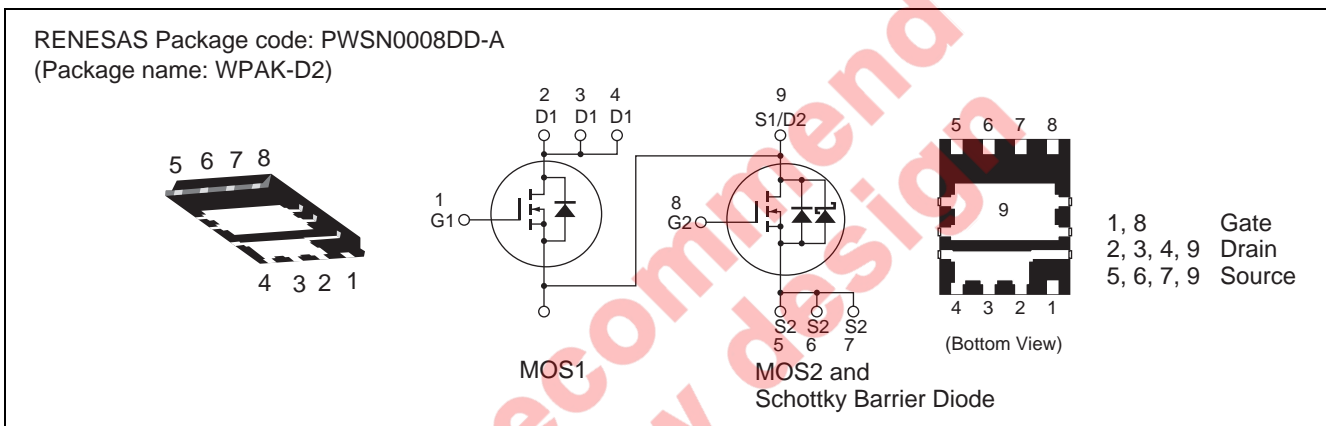 RENESAS Package code: PWSN0008DD-A
(Package name: WPAK-D2)
5 6 7 8
4 3 2 1
2 3 4
D1 D1 D1
1
G1
MOS1
9
S1/D2
8
G2
S2 S2 S2
5 6 7
MOS2 and
Schottky Barrier Diode
5 6 7 8
9
4 3 2 1
(Bottom View)
1, 8 Gate
2, 3, 4, 9 Drain
5, 6, 7, 9 Source
ecommend
y design